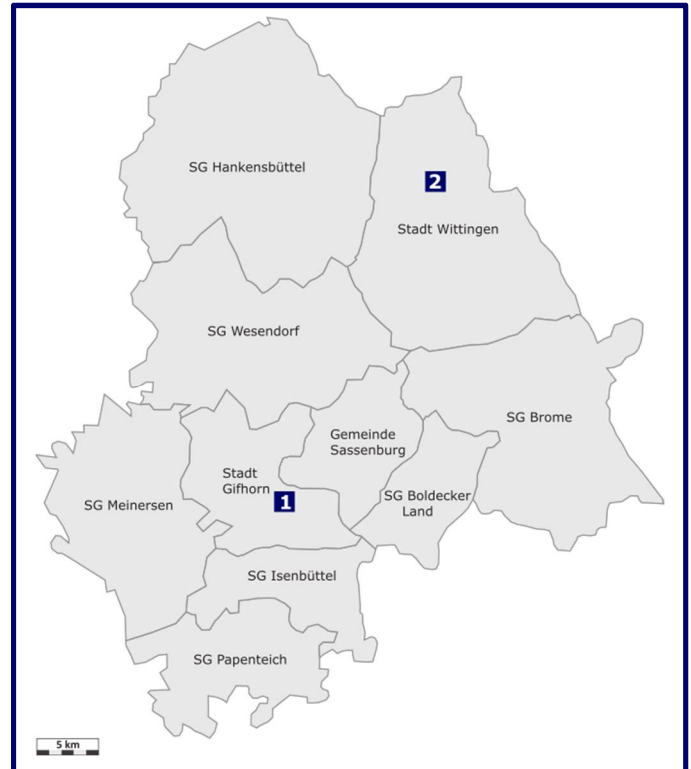 SG Hankensbüttel
2
Stadt Wittingen
SG Wesendorf
SG Brome
Gemeinde
Sassenburg
Stadt
Gifhorn
1
SG Boldecker
Land
SG Meinersen
SG Isenbüttel
SG Papenteich
5 km